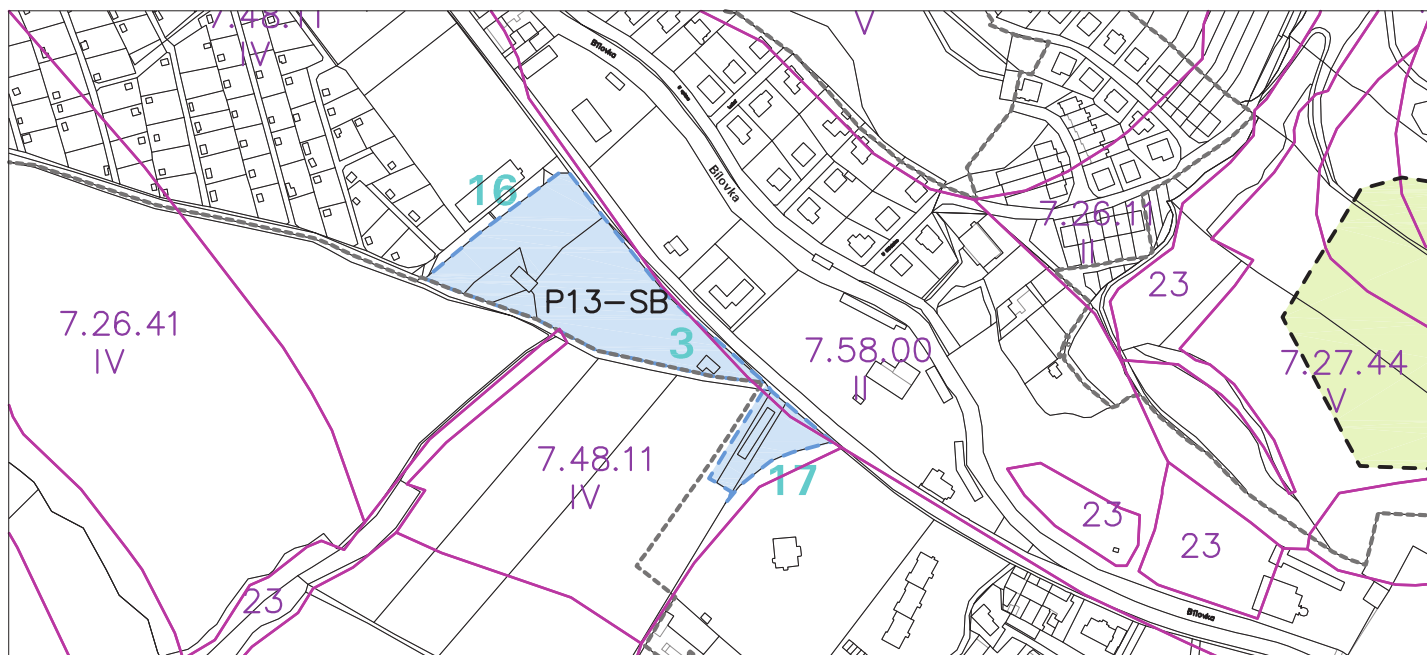 7.48.11
IV
V
Bílovka
Bílovka
16
7.26.11
II
23
P13-SB
3
7.26.41
IV
7.58.00
II
7.27.44
V
7.48.11
IV
17
23
23
23
Bílovka